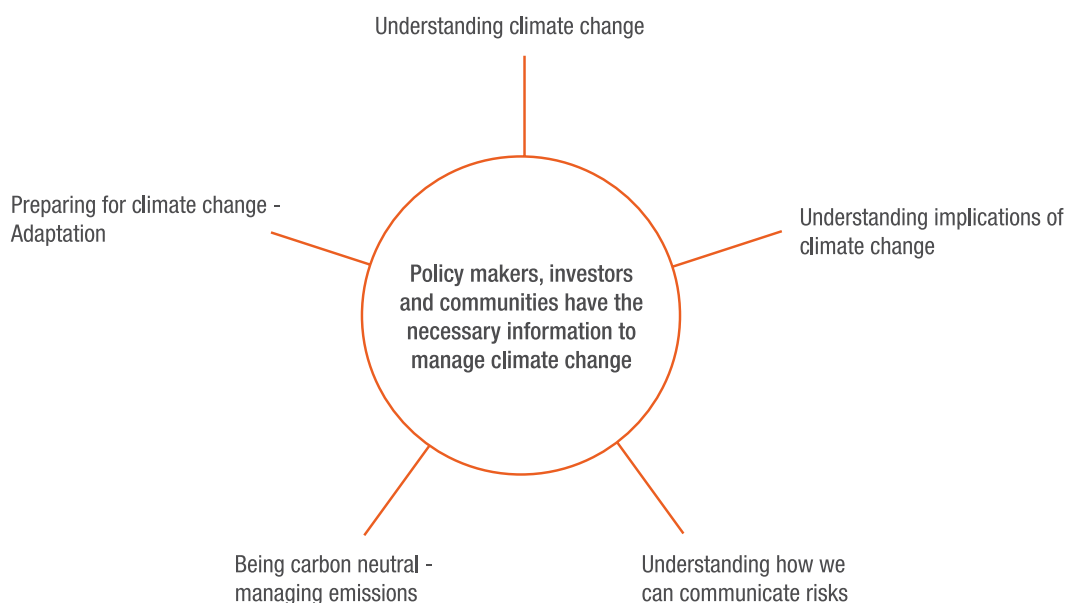 Understanding climate change
Preparing for climate change -
Adaptation
Understanding implications of
climate change
Policy makers, investors
and communities have the
necessary information to
manage climate change
Being carbon neutral -
managing emissions
Understanding how we
can communicate risks